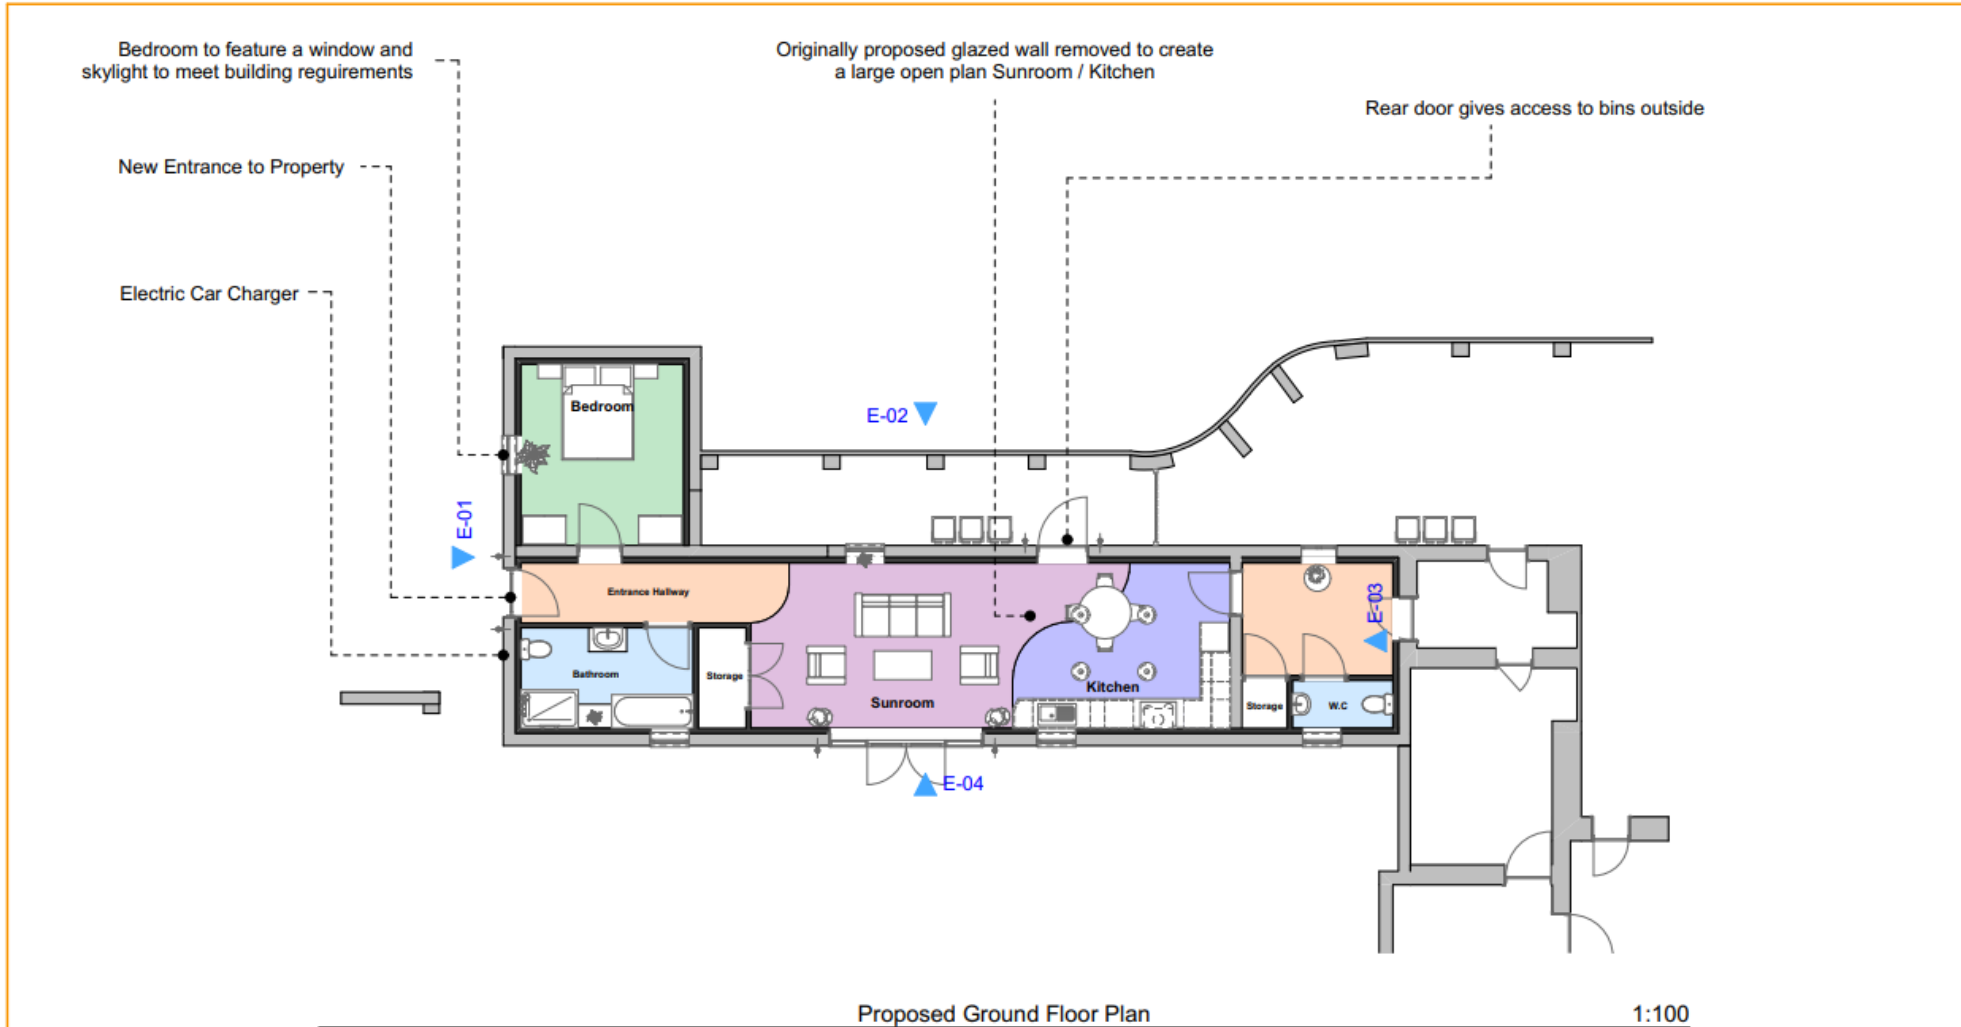 Bedroom to feature a window and
skylight to meet building reguirements
Originally proposed glazed wall removed to create
a large open plan Sunroom / Kitchen
Rear door gives access to bins outside
New Entrance to Property
Electric Car Charger
Bedroom
E-02
E-01
Entrance Hallway
E-03
Bathroom
Storage
Kitchen
Sunroom
Storage
W.C
E-04
Proposed Ground Floor Plan
1:100